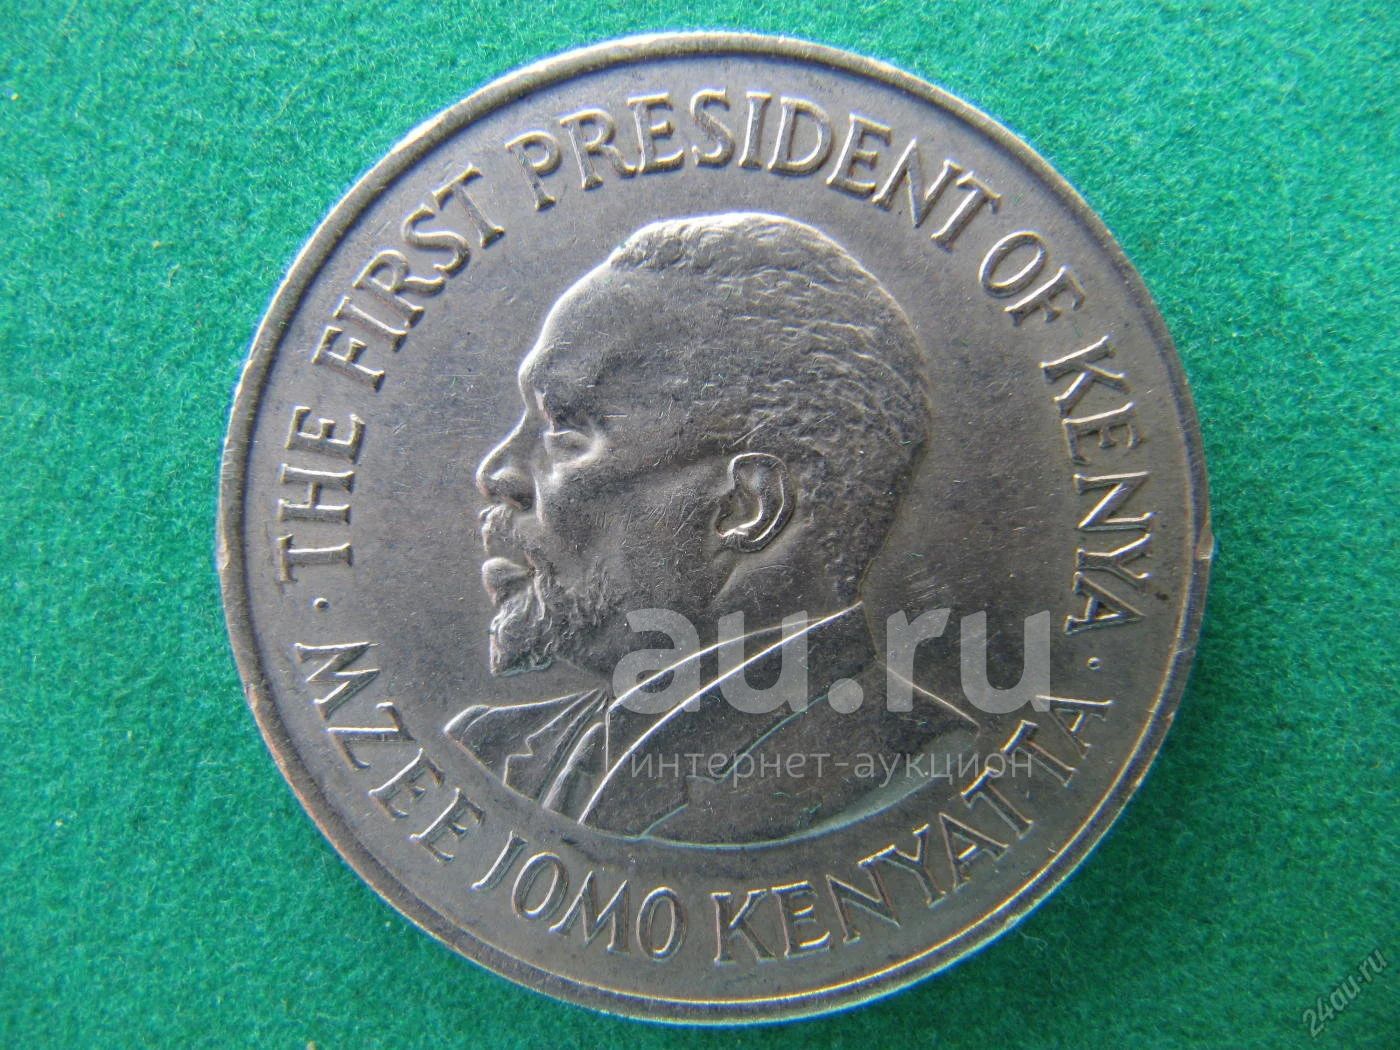 THE FIRST PRESIDENT OF KENYA ·
MZEE JOMO KENYATTA ·
au.ru
интернет-аукцион
24au.ru